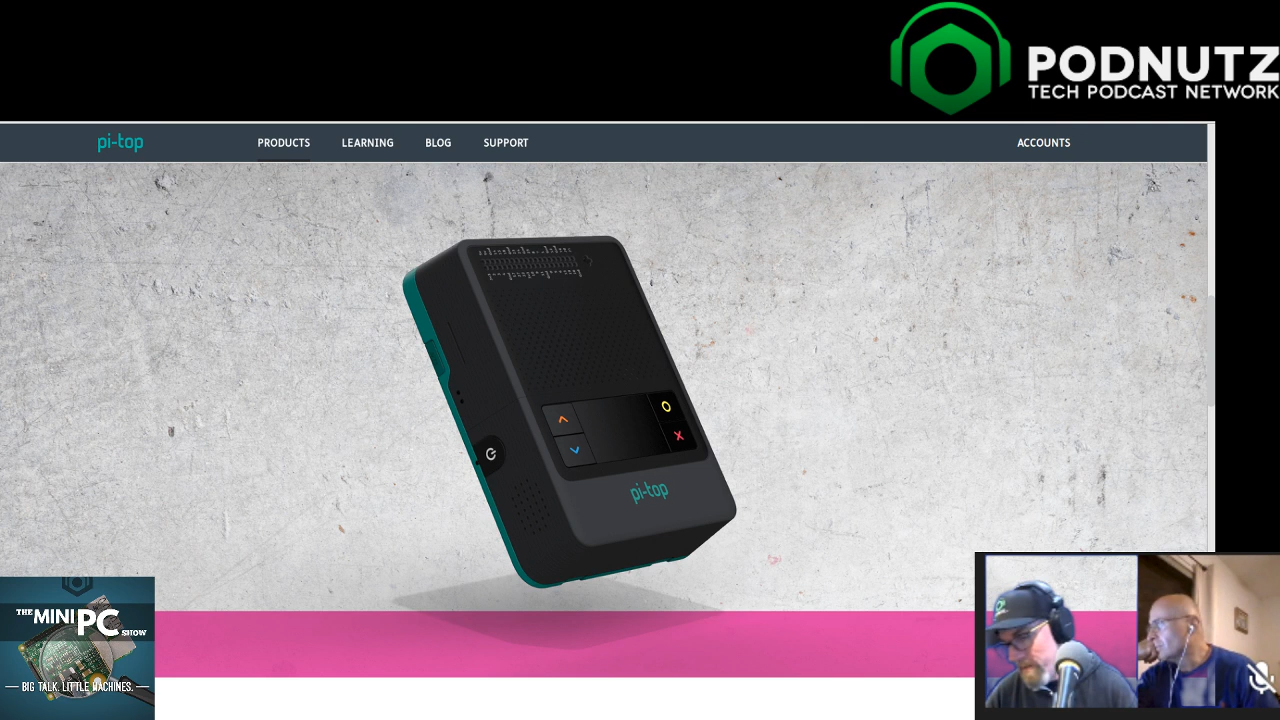 PODNUTZ
TECH PODCAST NETWORK
pi-top
PRODUCTS
LEARNING
BLOG
SUPPORT
ACCOUNTS
pi-top
THE MINI PC SHOW
BIG TALK. LITTLE MACHINES.